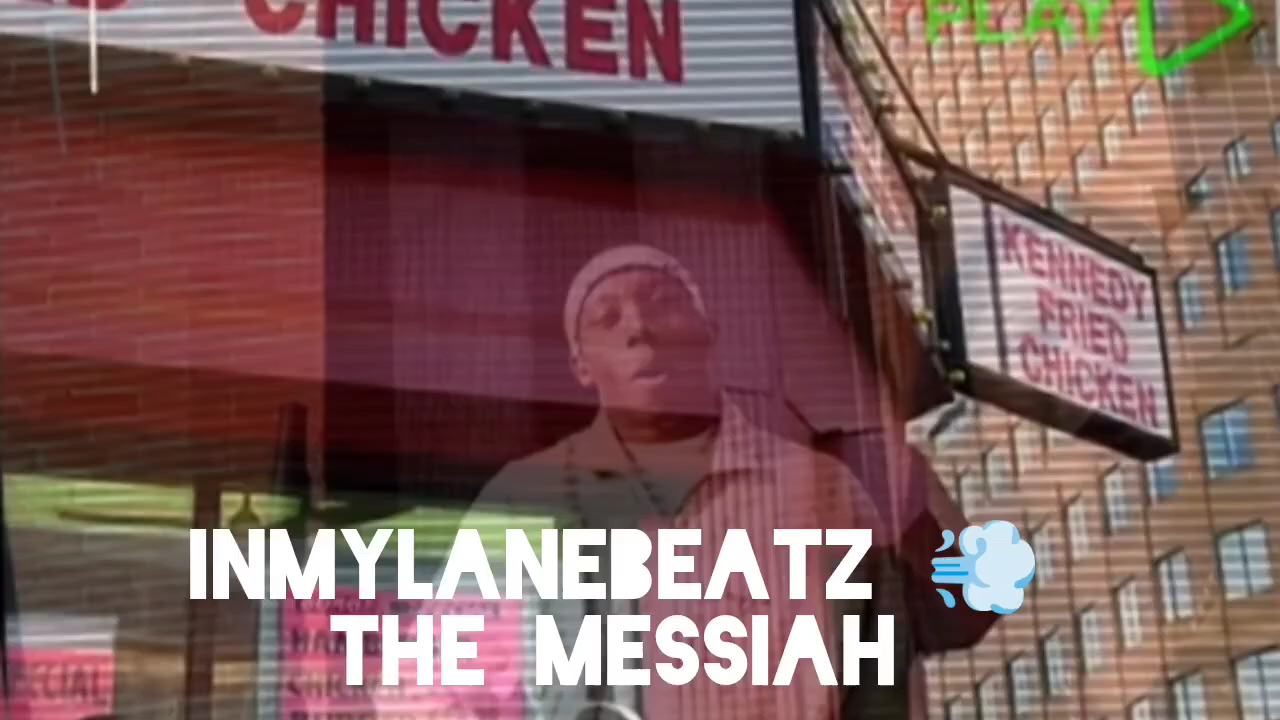 CHICKEN
PLAY
KENNEDY
FRIED
CHICKEN
INMYLANEBEATZ 💨
THE MESSIAH